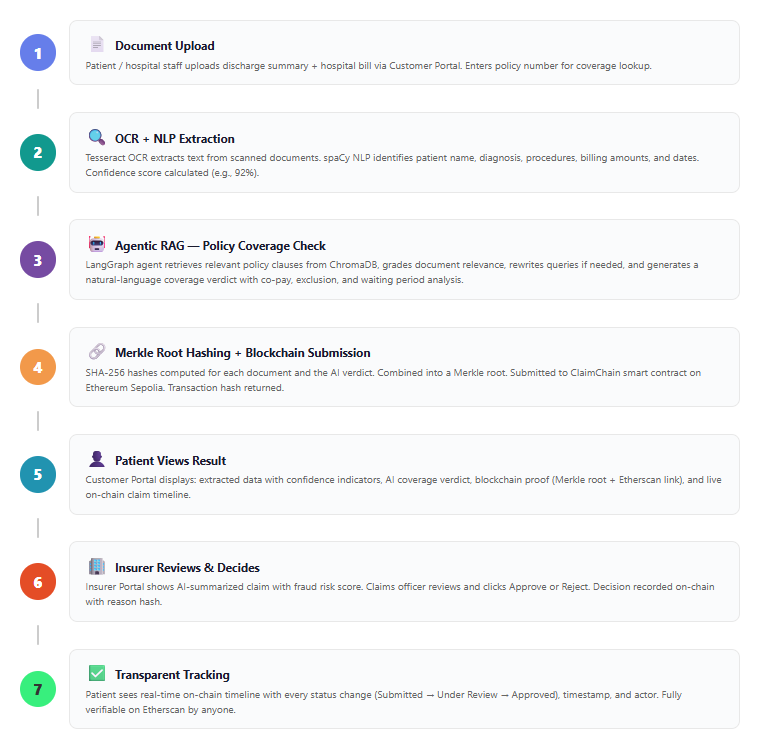 1
Document Upload
Patient / hospital staff uploads discharge summary + hospital bill via Customer Portal. Enters policy number for coverage lookup.
2
OCR + NLP Extraction
Tesseract OCR extracts text from scanned documents. spaCy NLP identifies patient name, diagnosis, procedures, billing amounts, and dates.
Confidence score calculated (e.g., 92%).
3
Agentic RAG — Policy Coverage Check
LangGraph agent retrieves relevant policy clauses from ChromaDB, grades document relevance, rewrites queries if needed, and generates a
natural-language coverage verdict with co-pay, exclusion, and waiting period analysis.
4
Merkle Root Hashing + Blockchain Submission
SHA-256 hashes computed for each document and the AI verdict. Combined into a Merkle root. Submitted to ClaimChain smart contract on
Ethereum Sepolia. Transaction hash returned.
5
Patient Views Result
Customer Portal displays: extracted data with confidence indicators, AI coverage verdict, blockchain proof (Merkle root + Etherscan link), and live
on-chain claim timeline.
6
Insurer Reviews & Decides
Insurer Portal shows AI-summarized claim with fraud risk score. Claims officer reviews and clicks Approve or Reject. Decision recorded on-chain
with reason hash.
7
Transparent Tracking
Patient sees real-time on-chain timeline with every status change (Submitted → Under Review → Approved), timestamp, and actor. Fully
verifiable on Etherscan by anyone.